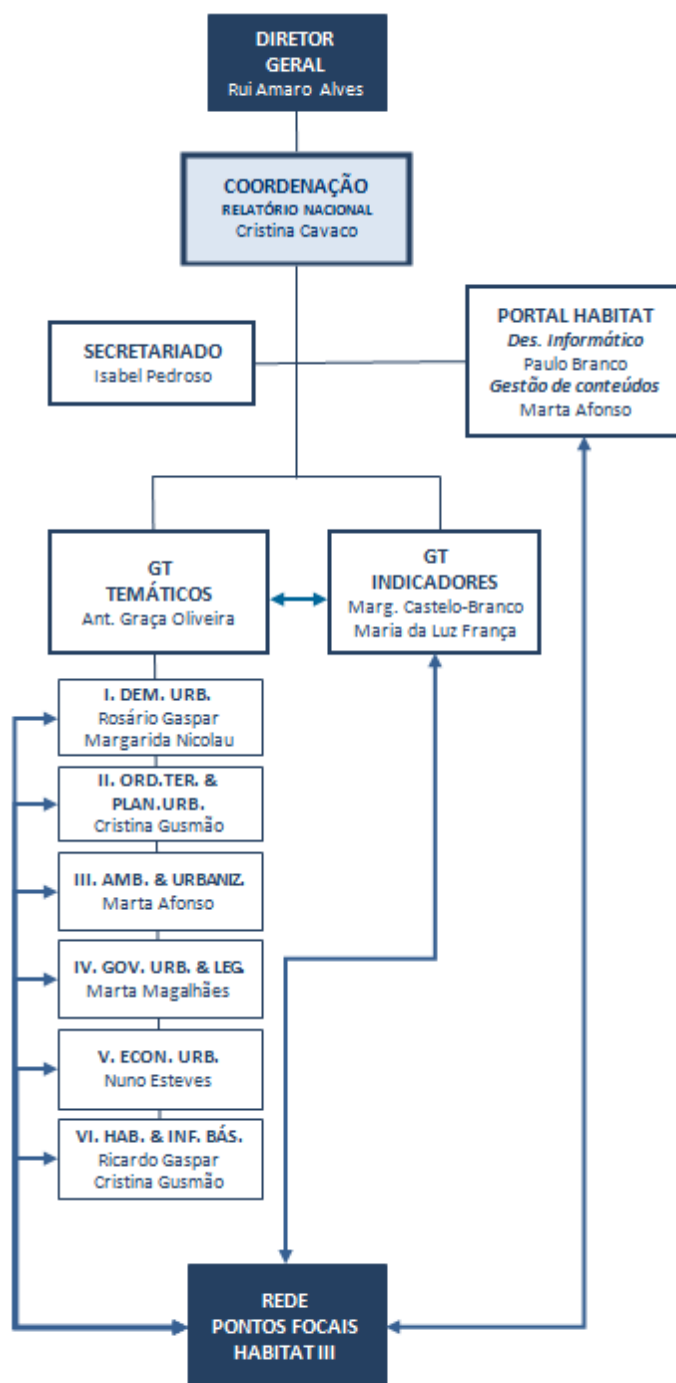 DIRETOR
GERAL
Rui Amaro Alves
COORDENAÇÃO
RELATÓRIO NACIONAL
Cristina Cavaco
SECRETARIADO
Isabel Pedroso
PORTAL HABITAT
Des. Informático
Paulo Branco
Gestão de conteúdos
Marta Afonso
GT
TEMÁTICOS
Ant. Graça Oliveira
GT
INDICADORES
Marg. Castelo-Branco
Maria da Luz França
I. DEM. URB.
Rosário Gaspar
Margarida Nicolau
II. ORD.TER. &
PLAN.URB.
Cristina Gusmão
III. AMB. & URBANIZ.
Marta Afonso
IV. GOV. URB. & LEG.
Marta Magalhães
V. ECON. URB.
Nuno Esteves
VI. HAB. & INF. BÁS.
Ricardo Gaspar
Cristina Gusmão
REDE
PONTOS FOCAIS
HABITAT III